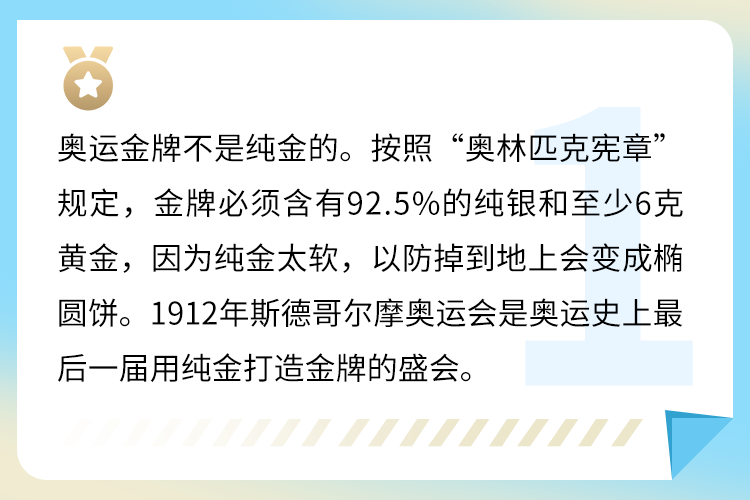 1
奥运金牌不是纯金的。按照“奥林匹克宪章”
规定，金牌必须含有92.5%的纯银和至少6克
黄金，因为纯金太软，以防掉到地上会变成椭
圆饼。1912年斯德哥尔摩奥运会是奥运史上最
后一届用纯金打造金牌的盛会。